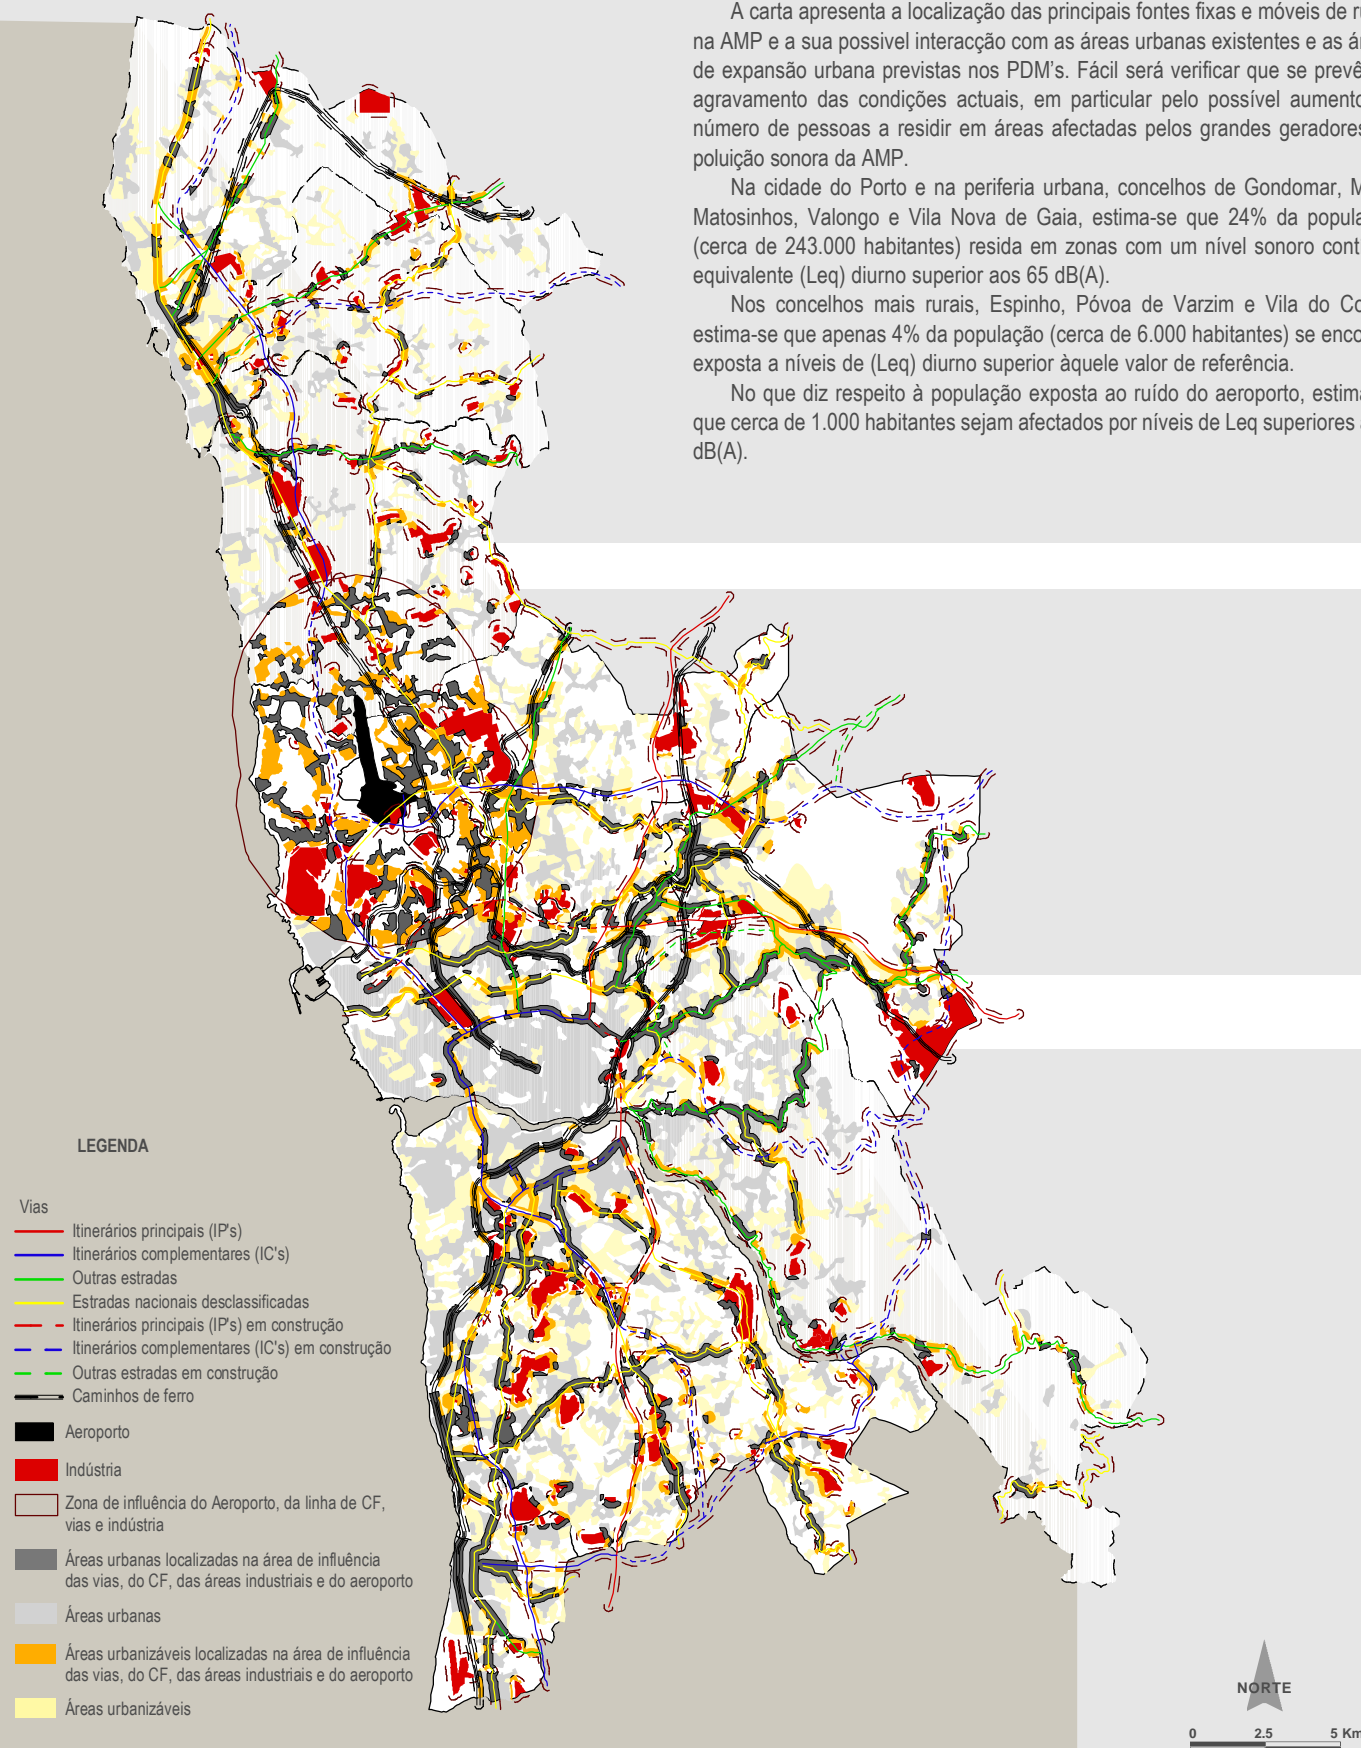 A carta apresenta a localização das principais fontes fixas e móveis de
na AMP e a sua possivel interacção com as áreas urbanas existentes e as
de expansão urbana previstas nos PDM's. Fácil será verificar que se prevê
agravamento das condições actuais, em particular pelo possível aumento
número de pessoas a residir em áreas afectadas pelos grandes geradores
poluição sonora da AMP.
Na cidade do Porto e na periferia urbana, concelhos de Gondomar,
Matosinhos, Valongo e Vila Nova de Gaia, estima-se que 24% da
(cerca de 243.000 habitantes) resida em zonas com um nível sonoro
equivalente (Leq) diurno superior aos 65 dB(A).
Nos concelhos mais rurais, Espinho, Póvoa de Varzim e Vila do
estima-se que apenas 4% da população (cerca de 6.000 habitantes) se
exposta a níveis de (Leq) diurno superior àquele valor de referência.
No que diz respeito à população exposta ao ruído do aeroporto,
que cerca de 1.000 habitantes sejam afectados por níveis de Leq superiores
dB(A).
LEGENDA
Vias
Itinerários principais (IP's)
Itinerários complementares (IC's)
Outras estradas
Estradas nacionais desclassificadas
Itinerários principais (IP's) em construção
Itinerários complementares (IC's) em construção
Outras estradas em construção
Caminhos de ferro
Aeroporto
Indústria
Zona de influência do Aeroporto, da linha de CF,
vias e indústria
Áreas urbanas localizadas na área de influência
das vias, do CF, das áreas industriais e do aeroporto
Áreas urbanas
Áreas urbanizáveis localizadas na área de influência
das vias, do CF, das áreas industriais e do aeroporto
Áreas urbanizáveis
NORTE
0 2.5 5 Km